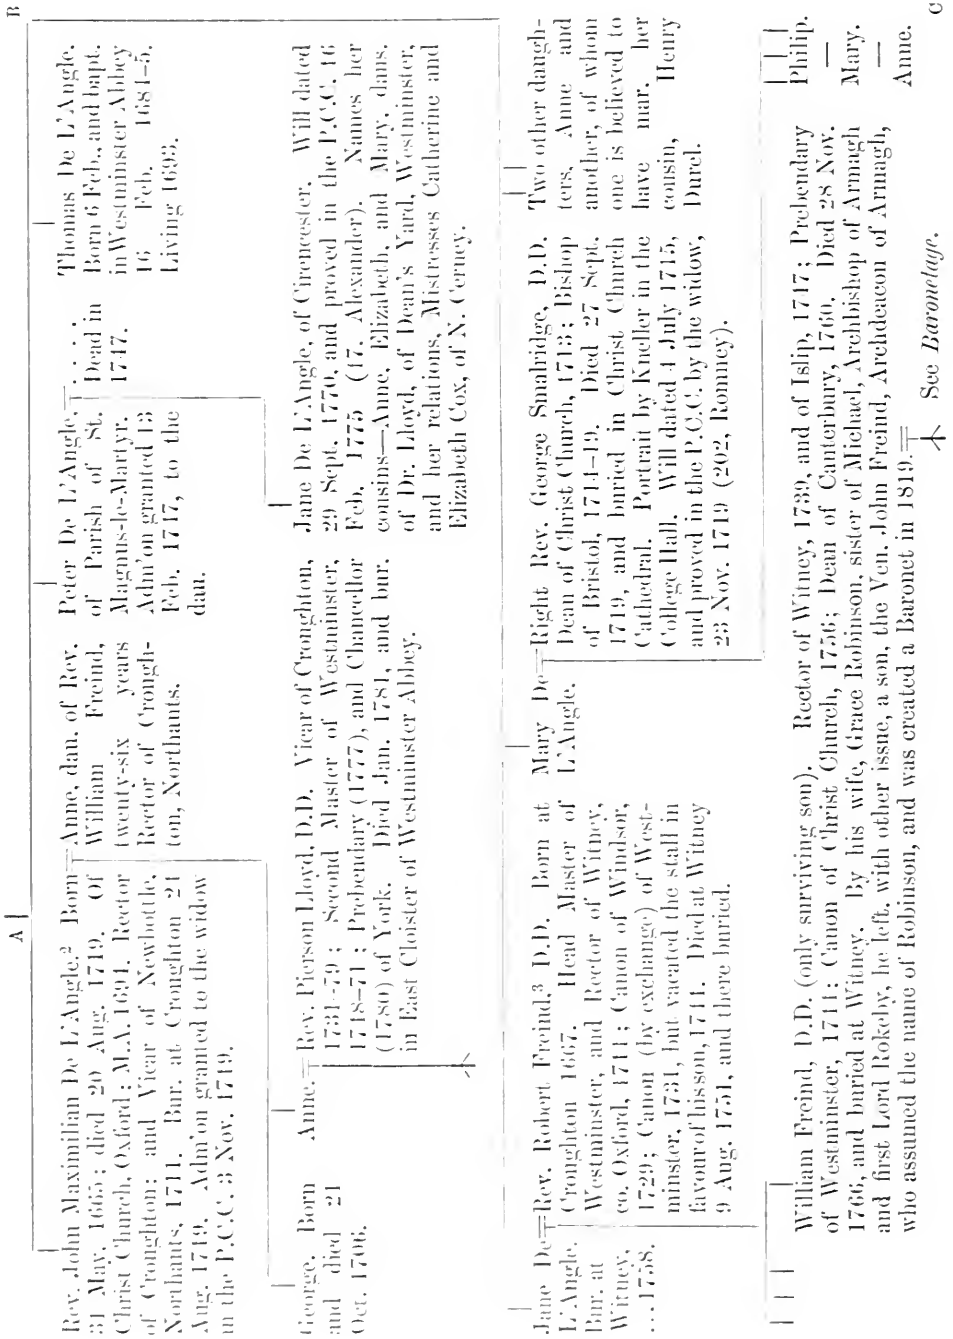 A
B
Rev. John Maximilian De L'Angle.² Born
31 May, 1665; died 20 Aug. 1719. Of
Christ Church, Oxford; M.A. 1691. Rector
of Croughton; and Vicar of Newbottle,
Northants, 1711. Bur. at Croughton 21
Aug. 1719. Adm'on granted to the widow
in the P.C.C. 3 Nov. 1719.
Anne, dau. of Rev.
William Freind,
twenty-six years
Rector of Crough-
ton, Northants.
Peter De L'Angle,
of Parish of St.
Magnus-le-Martyr.
Adm'on granted 13
Feb. 1747, to the
dau.
. . . .
Dead in
1747.
Thomas De L'Angle.
Born 6 Feb., and bapt.
in Westminster Abbey
16 Feb. 1684-5.
Living 1693.
George. Born
and died 21
Oct. 1706.
Anne.
Rev. Pierson Lloyd, D.D. Vicar of Croughton,
1731-79; Second Master of Westminster,
1748-71; Prebendary (1777), and Chancellor
(1780) of York. Died Jan. 1781, and bur.
in East Cloister of Westminster Abbey.
Jane De L'Angle, of Cirencester. Will dated
29 Sept. 1770, and proved in the P.C.C. 16
Feb. 1775 (47. Alexander). Names her
cousins—Anne, Elizabeth, and Mary, daus.
of Dr. Lloyd, of Dean's Yard, Westminster,
and her relations, Mistresses Catherine and
Elizabeth Cox, of N. Cerney.
Jane De
L'Angle.
Bur. at
Witney,
... 1758.
Rev. Robert Freind,³ D.D. Born at
Croughton 1667. Head Master of
Westminster, and Rector of Witney,
co. Oxford, 1711; Canon of Windsor,
1729; Canon (by exchange) of West-
minster, 1731, but vacated the stall in
favour of his son, 1744. Died at Witney
9 Aug. 1751, and there buried.
Mary De
L'Angle.
Right Rev. George Smalridge, D.D.
Dean of Christ Church, 1713; Bishop
of Bristol, 1714-19. Died 27 Sept.
1719, and buried in Christ Church
Cathedral. Portrait by Kneller in the
College Hall. Will dated 4 July 1715,
and proved in the P.C.C. by the widow,
23 Nov. 1719 (202, Romney).
Two other daugh-
ters, Anne and
another, of whom
one is believed to
have mar. her
cousin, Henry
Durel.
William Freind, D.D. (only surviving son). Rector of Witney, 1739, and of Islip, 1747; Prebendary
of Westminster, 1744; Canon of Christ Church, 1756; Dean of Canterbury, 1760. Died 28 Nov.
1766, and buried at Witney. By his wife, Grace Robinson, sister of Michael, Archbishop of Armagh
and first Lord Rokeby, he left, with other issue, a son, the Ven. John Freind, Archdeacon of Armagh,
who assumed the name of Robinson, and was created a Baronet in 1819.
See Baronetage.
Philip.
—
Mary.
—
Anne.
C